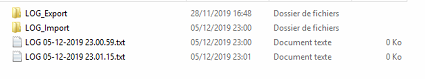 LOG_Export 28/11/2019 16:48 Dossier de fichiers
LOG_Import 05/12/2019 23:00 Dossier de fichiers
LOG 05-12-2019 23.00.59.txt 05/12/2019 23:00 Document texte 0 Ko
LOG 05-12-2019 23.01.15.txt 05/12/2019 23:01 Document texte 0 Ko